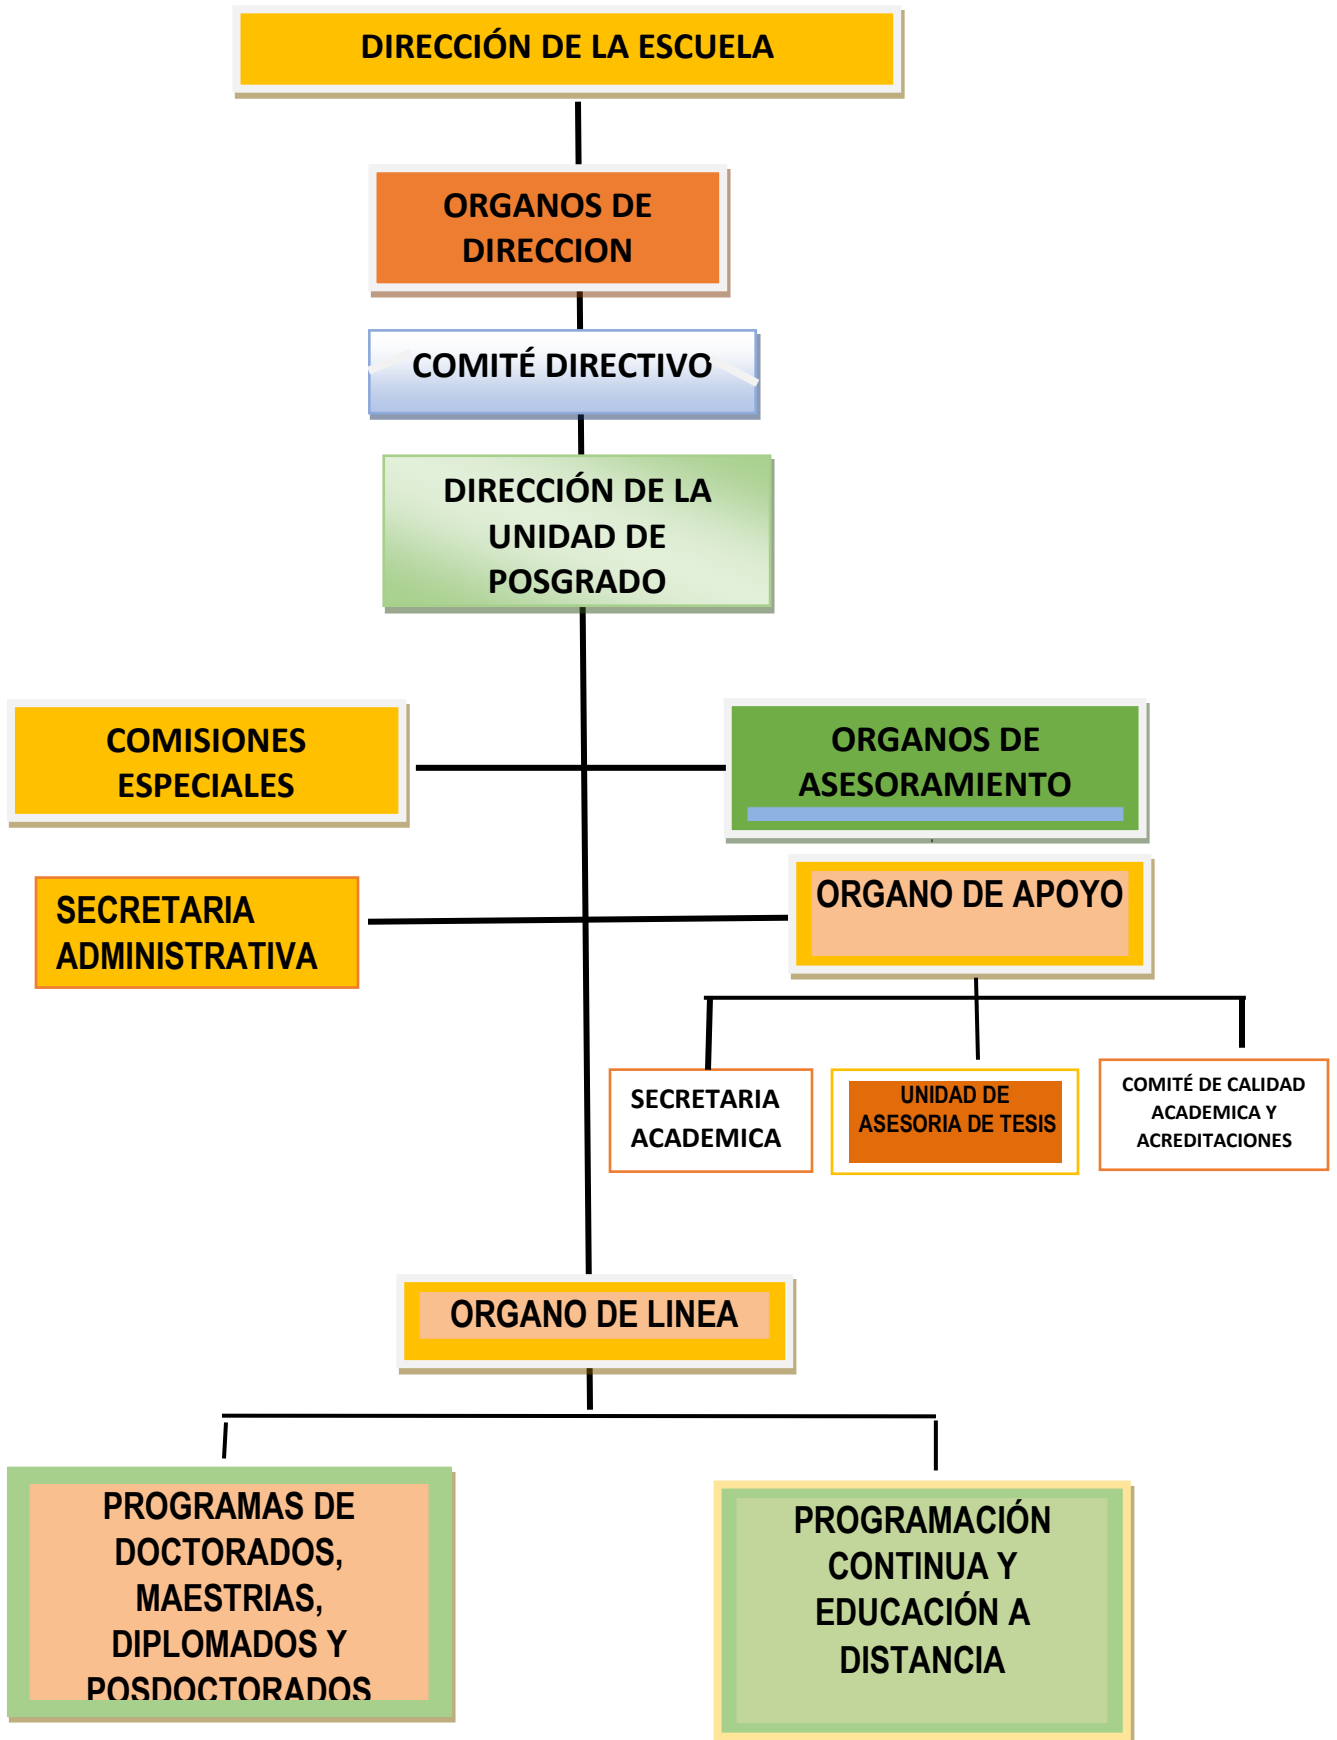 DIRECCIÓN DE LA ESCUELA
ORGANOS DE
DIRECCION
COMITÉ DIRECTIVO
DIRECCIÓN DE LA
UNIDAD DE
POSGRADO
COMISIONES
ESPECIALES
ORGANOS DE
ASESORAMIENTO
SECRETARIA
ADMINISTRATIVA
ORGANO DE APOYO
SECRETARIA
ACADEMICA
UNIDAD DE
ASESORIA DE TESIS
COMITÉ DE CALIDAD
ACADEMICA Y
ACREDITACIONES
ORGANO DE LINEA
PROGRAMAS DE
DOCTORADOS,
MAESTRIAS,
DIPLOMADOS Y
POSDOCTORADOS
PROGRAMACIÓN
CONTINUA Y
EDUCACIÓN A
DISTANCIA